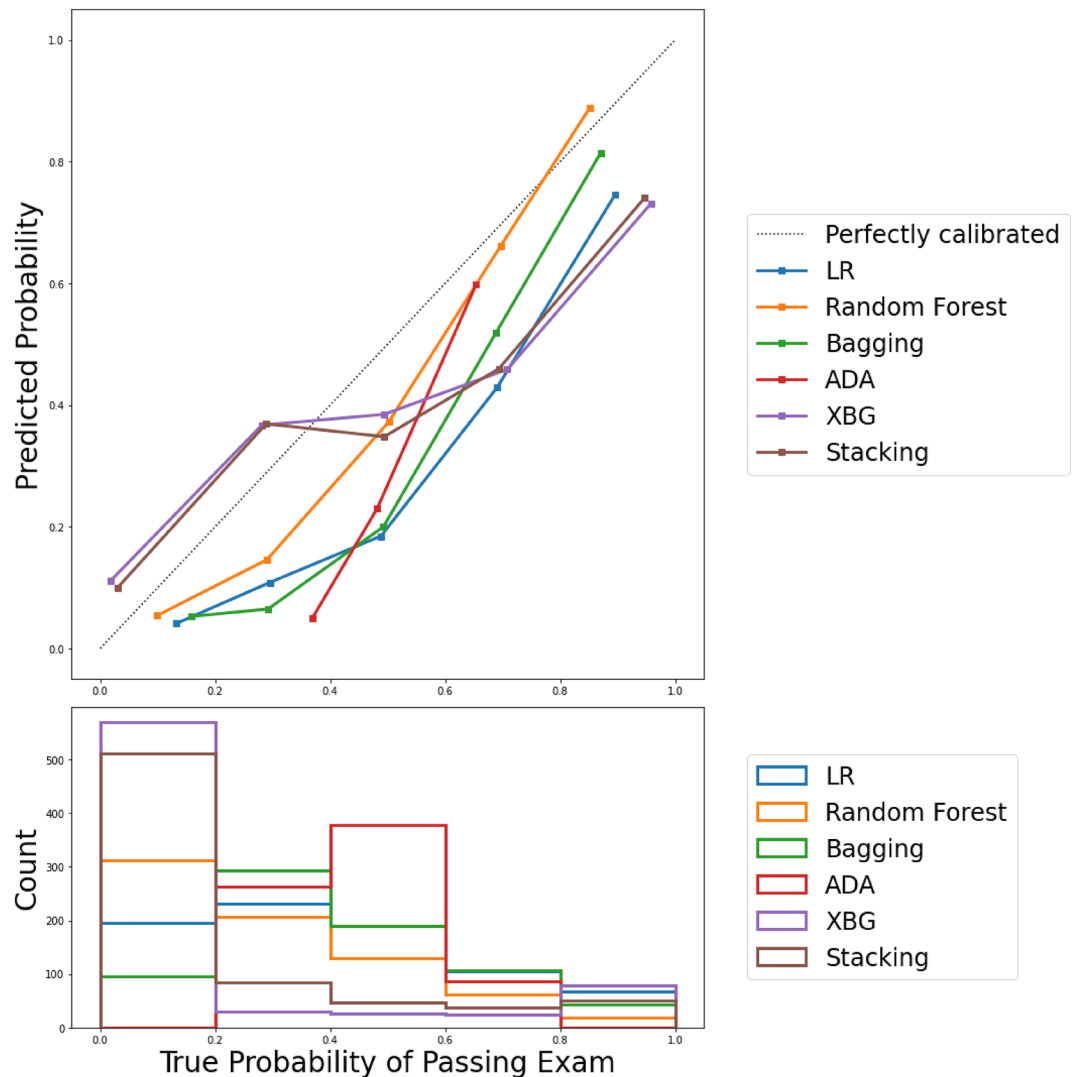 1.0
0.8
0.6
0.4
0.2
0.0
Predicted Probability
0.0 0.2 0.4 0.6 0.8 1.0
Perfectly calibrated
LR
Random Forest
Bagging
ADA
XBG
Stacking
500
400
300
200
100
0
Count
0.0 0.2 0.4 0.6 0.8 1.0
True Probability of Passing Exam
LR
Random Forest
Bagging
ADA
XBG
Stacking